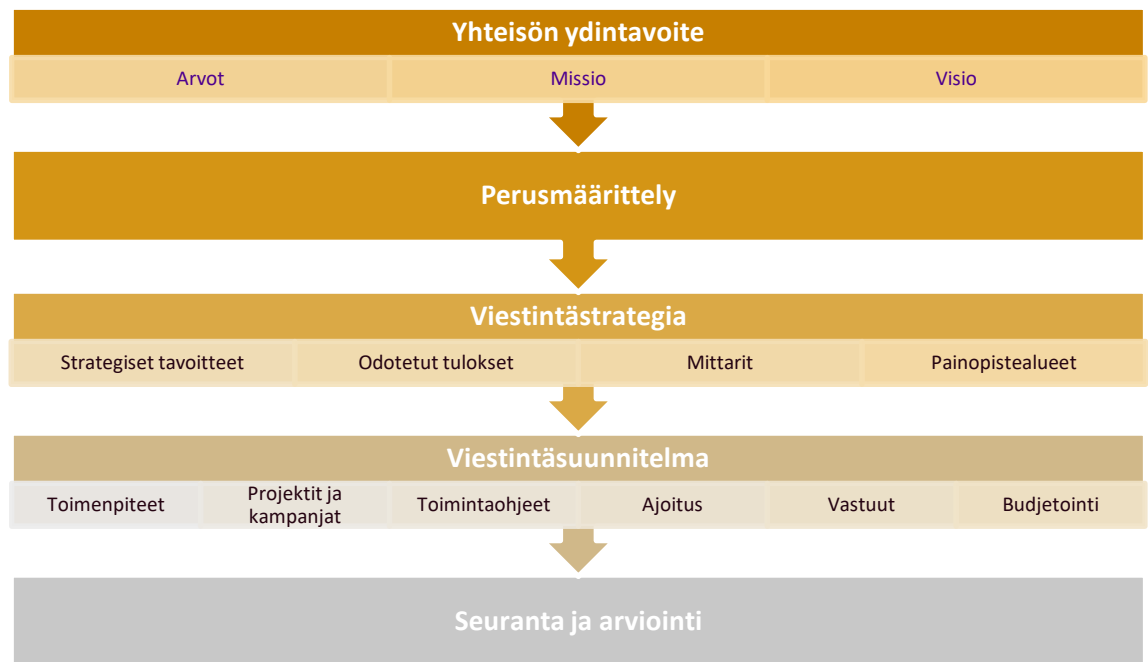 Yhteisön ydintavoite
Arvot Missio Visio
Perusmäärittely
Viestintästrategia
Strategiset tavoitteet Odotetut tulokset Mittarit Painopistealueet
Viestintäsuunnitelma
Toimenpiteet Projektit ja kampanjat Toimintaohjeet Ajoitus Vastuut Budjetointi
Seuranta ja arviointi